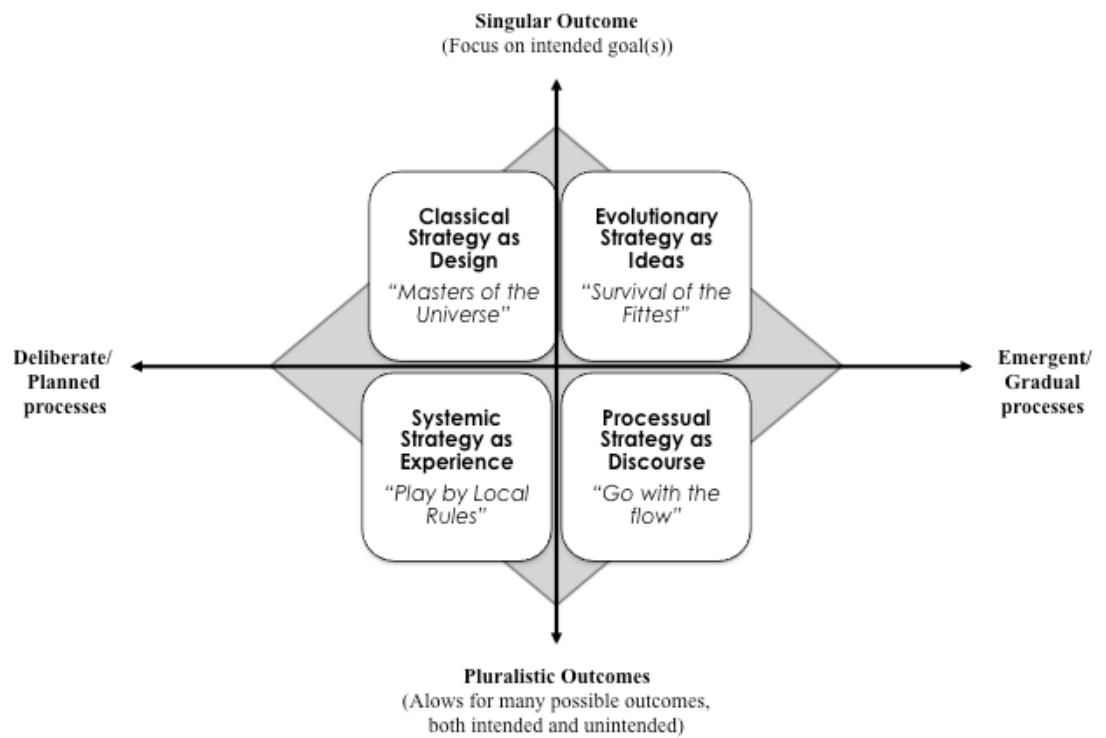 Singular Outcome
(Focus on intended goal(s))
Classical
Strategy as
Design
“Masters of the
Universe”
Evolutionary
Strategy as
Ideas
“Survival of the
Fittest”
Deliberate/
Planned
processes
Emergent/
Gradual
processes
Systemic
Strategy as
Experience
“Play by Local
Rules”
Processual
Strategy as
Discourse
“Go with the
flow”
Pluralistic Outcomes
(Alows for many possible outcomes,
both intended and unintended)